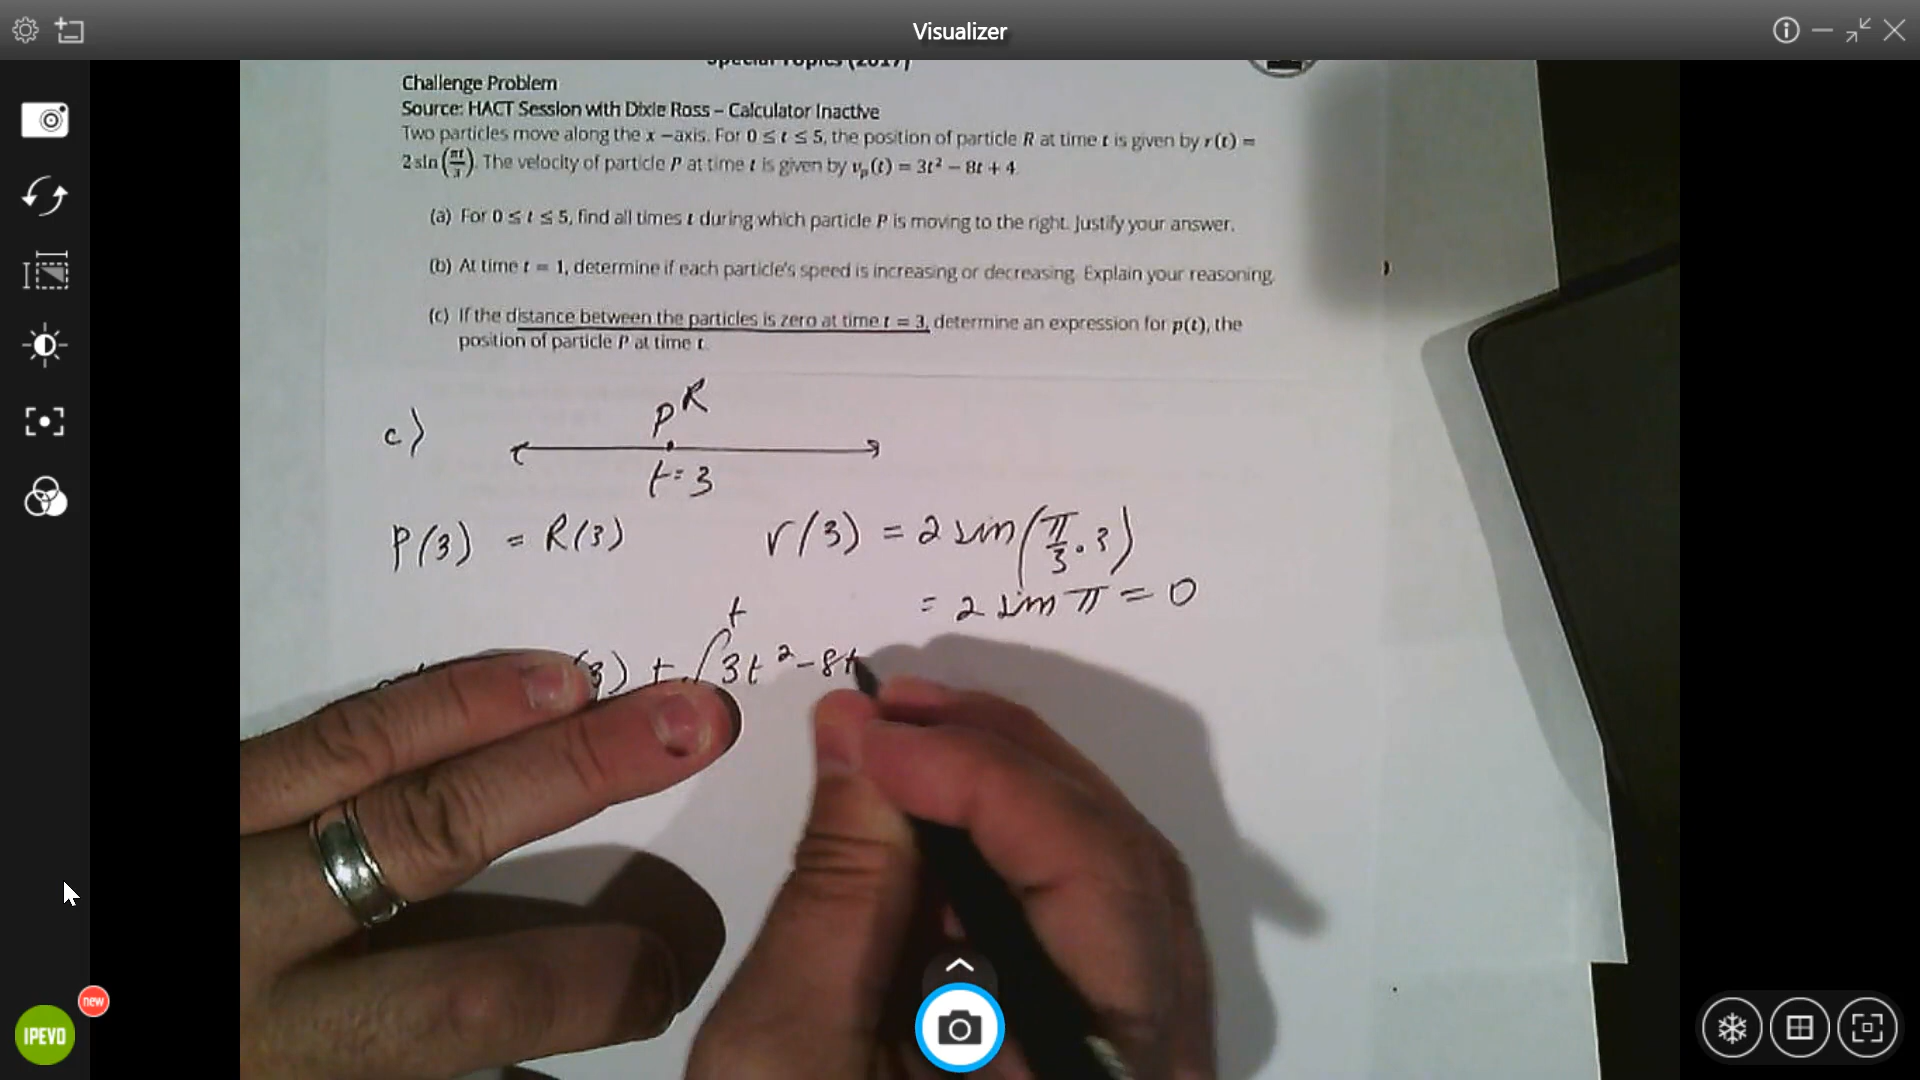 Visualizer
Special Topics (2017)
Challenge Problem
Source: HACT Session with Dixie Ross – Calculator Inactive
Two particles move along the x –axis. For 0 ≤ t ≤ 5, the position of particle R at time t is given by r(t) =
2 sin(πt/3). The velocity of particle P at time t is given by vₚ(t) = 3t² − 8t + 4.
(a) For 0 ≤ t ≤ 5, find all times t during which particle P is moving to the right. Justify your answer.
(b) At time t = 1, determine if each particle's speed is increasing or decreasing. Explain your reasoning.
(c) If the distance between the particles is zero at time t = 3, determine an expression for p(t), the
position of particle P at time t.
c)
P R
t=3
P(3) = R(3) r(3) = 2 sin(π/3 · 3)
= 2 sin π = 0
t
3) + ∫ 3t² − 8t
IPEVO
new